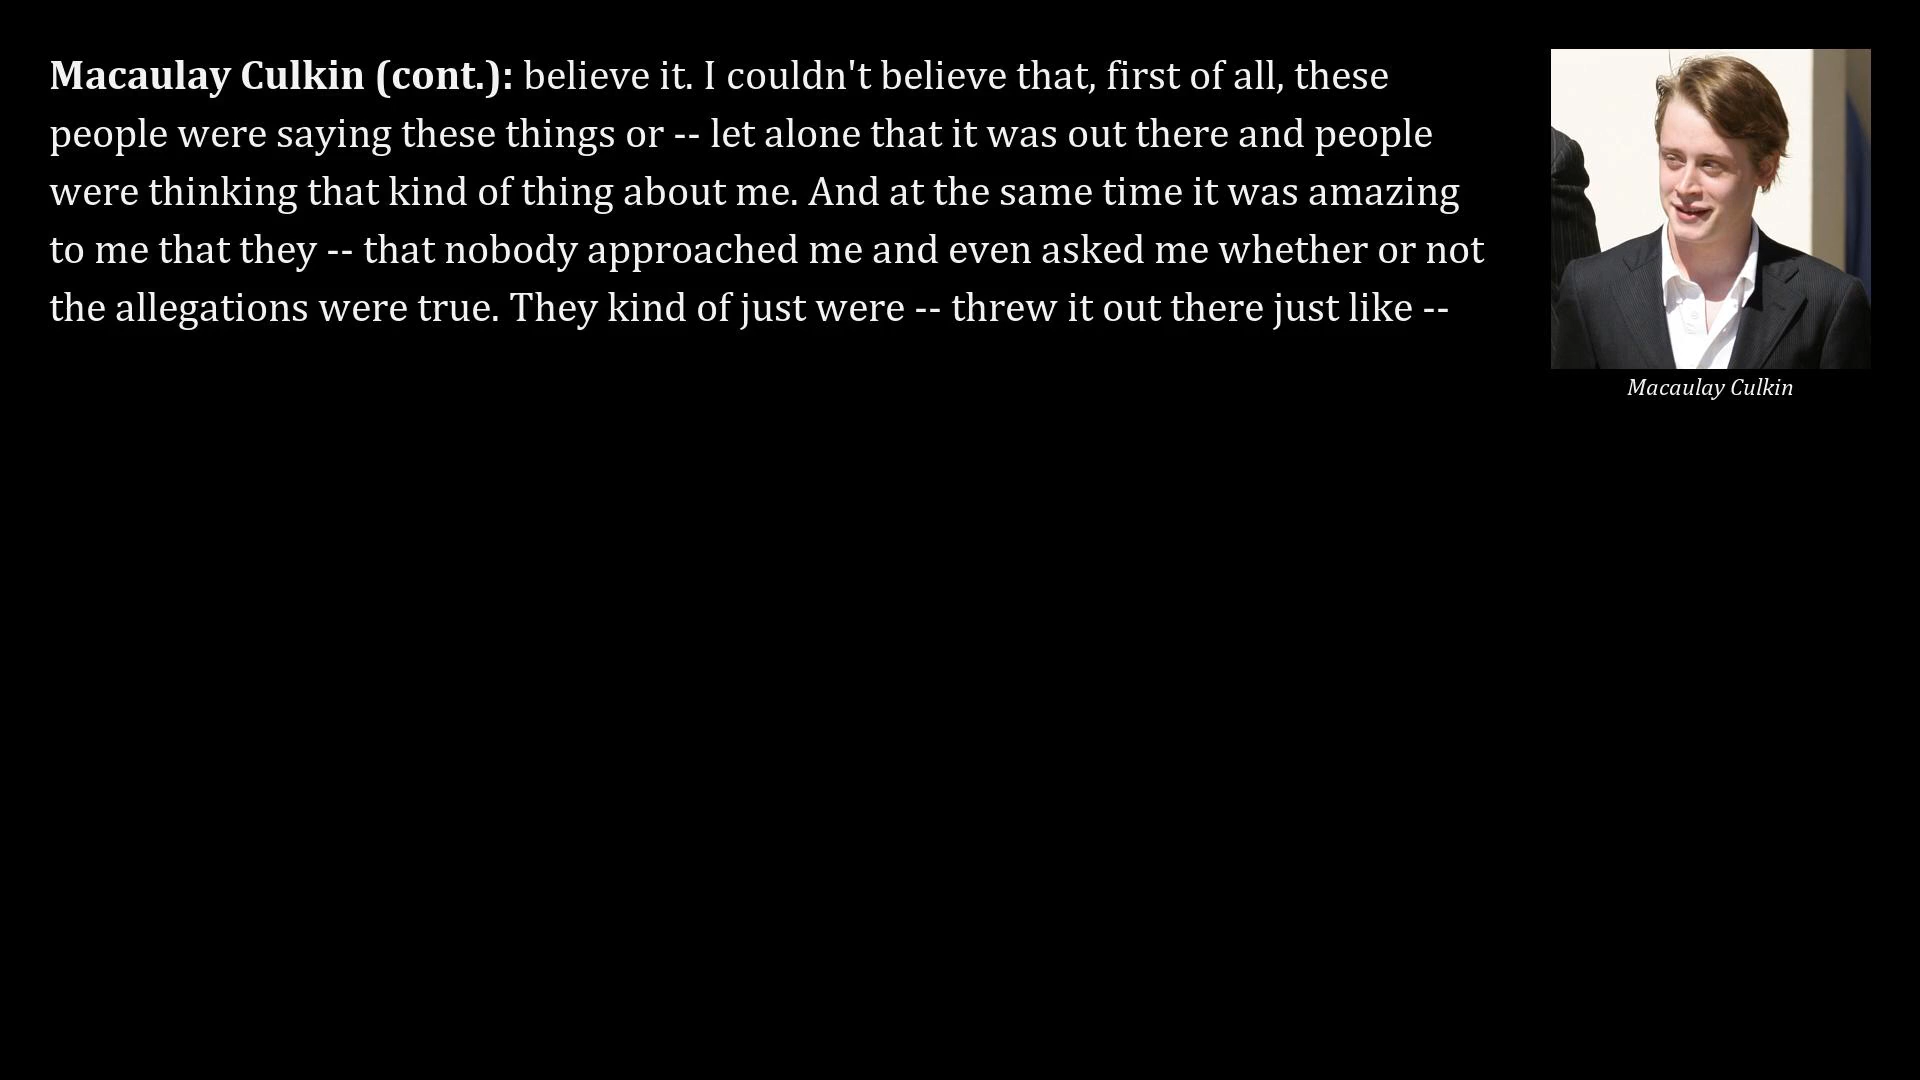 Macaulay Culkin (cont.): believe it. I couldn't believe that, first of all, these
people were saying these things or -- let alone that it was out there and people
were thinking that kind of thing about me. And at the same time it was amazing
to me that they -- that nobody approached me and even asked me whether or not
the allegations were true. They kind of just were -- threw it out there just like --
Macaulay Culkin